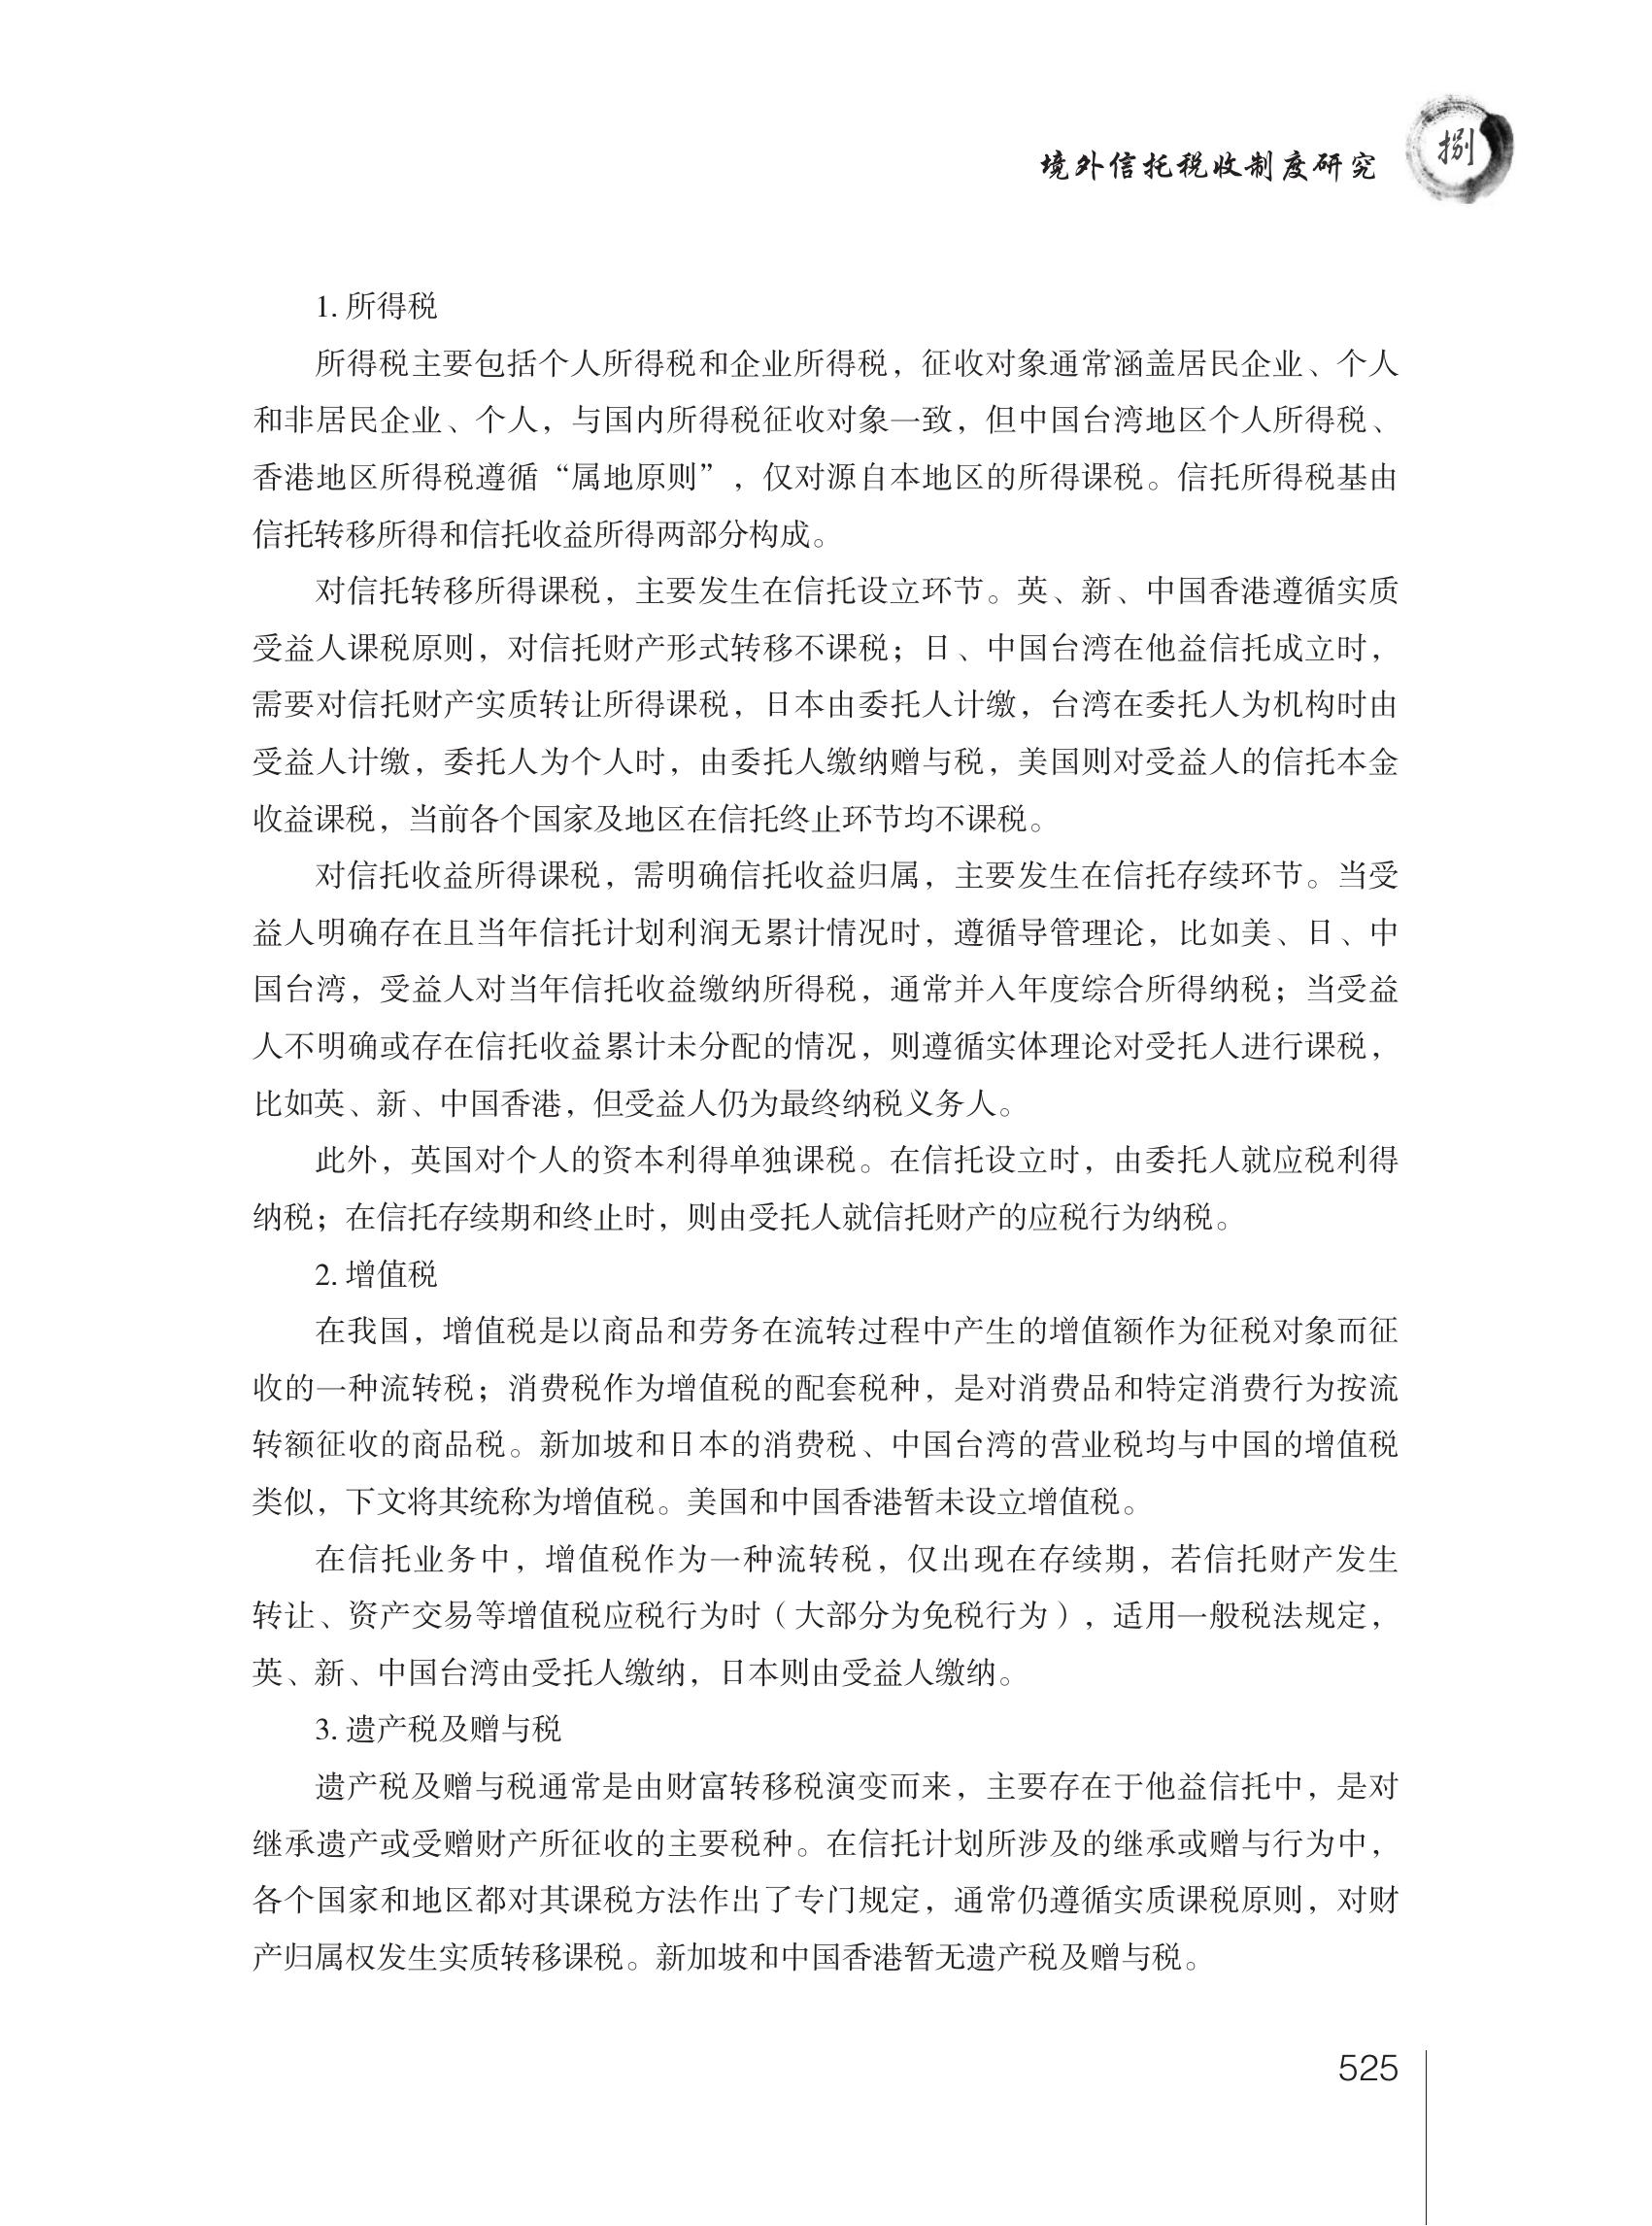 境外信托税收制度研究
捌
1. 所得税
所得税主要包括个人所得税和企业所得税，征收对象通常涵盖居民企业、个人
和非居民企业、个人，与国内所得税征收对象一致，但中国台湾地区个人所得税、
香港地区所得税遵循“属地原则”，仅对源自本地区的所得课税。信托所得税基由
信托转移所得和信托收益所得两部分构成。
对信托转移所得课税，主要发生在信托设立环节。英、新、中国香港遵循实质
受益人课税原则，对信托财产形式转移不课税；日、中国台湾在他益信托成立时，
需要对信托财产实质转让所得课税，日本由委托人计缴，台湾在委托人为机构时由
受益人计缴，委托人为个人时，由委托人缴纳赠与税，美国则对受益人的信托本金
收益课税，当前各个国家及地区在信托终止环节均不课税。
对信托收益所得课税，需明确信托收益归属，主要发生在信托存续环节。当受
益人明确存在且当年信托计划利润无累计情况时，遵循导管理论，比如美、日、中
国台湾，受益人对当年信托收益缴纳所得税，通常并入年度综合所得纳税；当受益
人不明确或存在信托收益累计未分配的情况，则遵循实体理论对受托人进行课税，
比如英、新、中国香港，但受益人仍为最终纳税义务人。
此外，英国对个人的资本利得单独课税。在信托设立时，由委托人就应税利得
纳税；在信托存续期和终止时，则由受托人就信托财产的应税行为纳税。
2. 增值税
在我国，增值税是以商品和劳务在流转过程中产生的增值额作为征税对象而征
收的一种流转税；消费税作为增值税的配套税种，是对消费品和特定消费行为按流
转额征收的商品税。新加坡和日本的消费税、中国台湾的营业税均与中国的增值税
类似，下文将其统称为增值税。美国和中国香港暂未设立增值税。
在信托业务中，增值税作为一种流转税，仅出现在存续期，若信托财产发生
转让、资产交易等增值税应税行为时（大部分为免税行为），适用一般税法规定，
英、新、中国台湾由受托人缴纳，日本则由受益人缴纳。
3. 遗产税及赠与税
遗产税及赠与税通常是由财富转移税演变而来，主要存在于他益信托中，是对
继承遗产或受赠财产所征收的主要税种。在信托计划所涉及的继承或赠与行为中，
各个国家和地区都对其课税方法作出了专门规定，通常仍遵循实质课税原则，对财
产归属权发生实质转移课税。新加坡和中国香港暂无遗产税及赠与税。
525